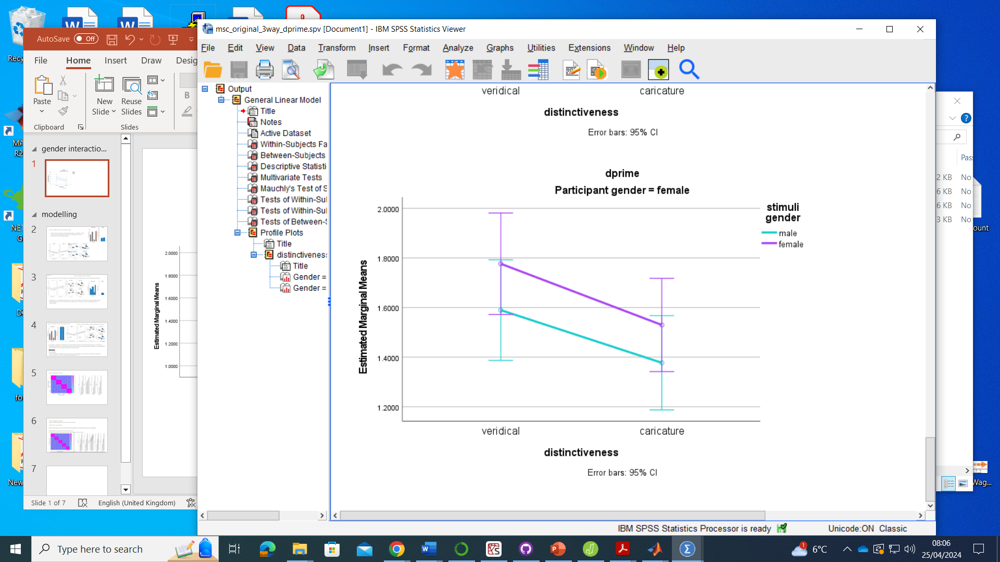 msc_original_3way_dprime.spv [Document1] - IBM SPSS Statistics Viewer
AutoSave Off
File Edit View Data Transform Insert Format Analyze Graphs Utilities Extensions Window Help
File Home Insert Draw Desig
Paste
New Slide
Reuse Slides
Clipboard
Slides
Output
General Linear Model
Title
Notes
Active Dataset
Within-Subjects Fa
Between-Subjects
Descriptive Statisti
Multivariate Tests
Mauchly's Test of S
Tests of Within-Su
Tests of Within-Su
Tests of Between-S
Profile Plots
Title
distinctiveness
Title
Gender =
Gender =
veridical caricature
distinctiveness
Error bars: 95% CI
dprime
Participant gender = female
stimuli
gender
male
female
Estimated Marginal Means
2.0000
1.8000
1.6000
1.4000
1.2000
veridical caricature
distinctiveness
Error bars: 95% CI
IBM SPSS Statistics Processor is ready
Unicode:ON Classic
gender interactio...
1
modelling
2
3
4
5
6
7
Estimated Marginal Means
2.0000
1.8000
1.6000
1.4000
1.2000
1.0000
Slide 1 of 7
English (United Kingdom)
Recy
MA
R2
NE
G
fo
New
Pas
2 KB No
6 KB No
6 KB No
3 KB No
ount
Wag...
Type here to search
1
6°C
08:06
25/04/2024